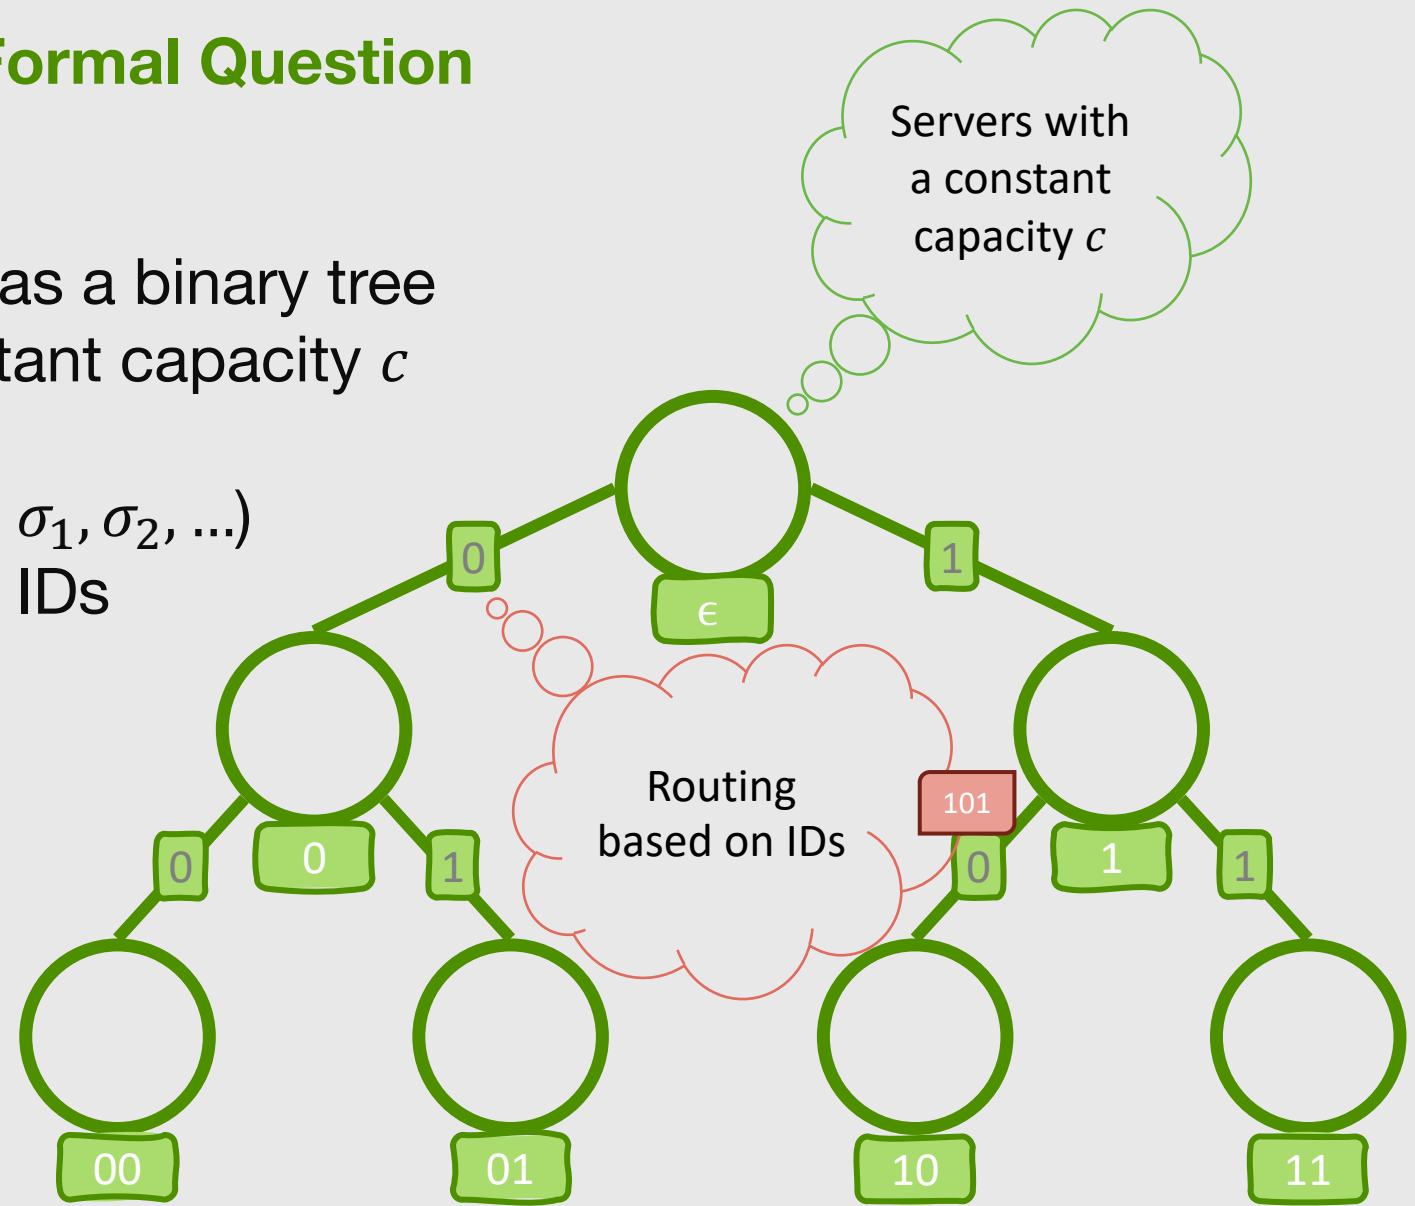 Formal Question
Servers with
a constant
capacity c
as a binary tree
tant capacity c
σ₁, σ₂, …)
IDs
0
1
ϵ
Routing
based on IDs
101
0
0
1
0
1
1
00
01
10
11